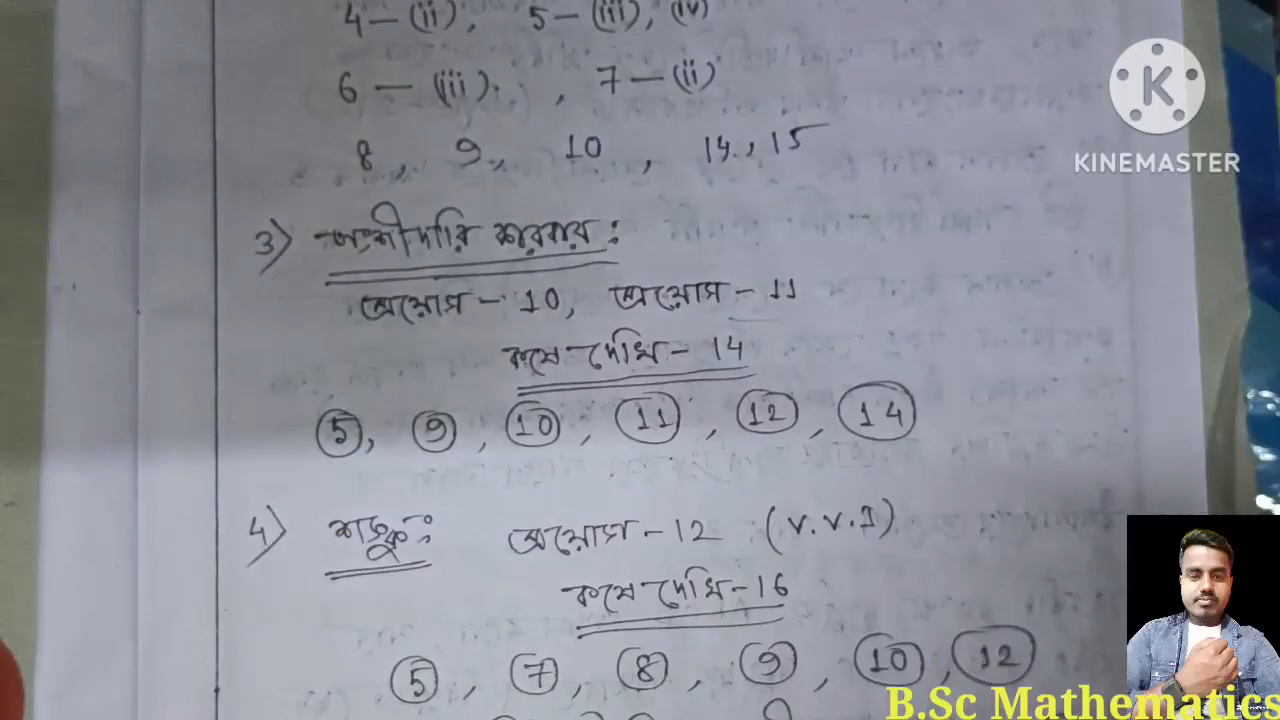 4 – (ii), 5 – (iii), (iv)
6 – (iii), 7 – (ii)
8, 9, 10, 14, 15
3) অংশীদারি কারবার :
প্রয়োগ – 10, প্রয়োগ – 11
কষে দেখি – 14
5, 9, 10, 11, 12, 14
4) শঙ্কু : প্রয়োগ – 12 (V.V.I)
কষে দেখি – 16
5, 7, 8, 9, 10, 12
KINEMASTER
B.Sc Mathematics